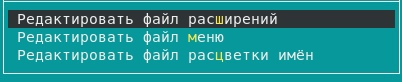 Редактировать файл расширений
Редактировать файл меню
Редактировать файл расцветки имён